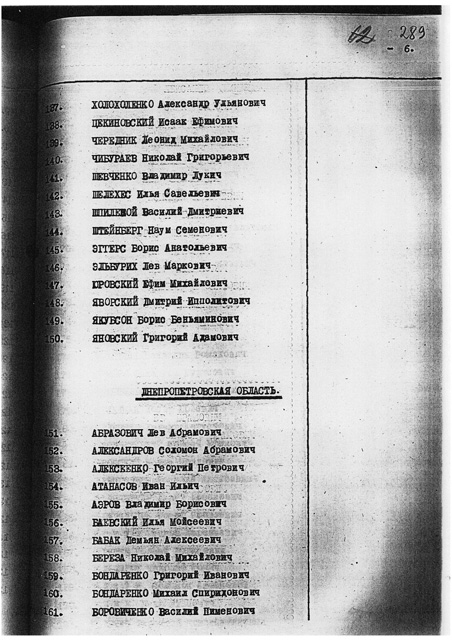 62 289
- 6.
137. ХОЛОХОЛЕНКО Александр Ульянович
138. ЦЕКИНОВСКИЙ Исаак Ефимович
139. ЧЕРЕДНИК Леонид Михайлович
140. ЧИБУРАЕВ Николай Григорьевич
141. ШЕВЧЕНКО Владимир Лукич
142. ШЕЛЕХЕС Илья Савельевич
143. ШПИЛЕВОЙ Василий Дмитриевич
144. ШТЕЙНБЕРГ Наум Семенович
145. ЭГГЕРС Борис Анатольевич
146. ЭЛЬБУРИХ Лев Маркович
147. ЮРОВСКИЙ Ефим Михайлович
148. ЯВОРСКИЙ Дмитрий Ипполитович
149. ЯКУБСОН Борис Беньяминович
150. ЯНОВСКИЙ Григорий Адамович
ДНЕПРОПЕТРОВСКАЯ ОБЛАСТЬ.
151. АБРАЗОВИЧ Лев Абрамович
152. АЛЕКСАНДРОВ Соломон Абрамович
153. АЛЕКСЕЕНКО Георгий Петрович
154. АТАНАСОВ Иван Ильич
155. АЭРОВ Владимир Борисович
156. БАЕВСКИЙ Илья Мойсеевич
157. БАБАК Демьян Алексеевич
158. БЕРЕЗА Николай Михайлович
159. БОНДАРЕНКО Григорий Иванович
160. БОНДАРЕНКО Михаил Спиридонович
161. БОРОВИЧЕНКО Василий Пименович